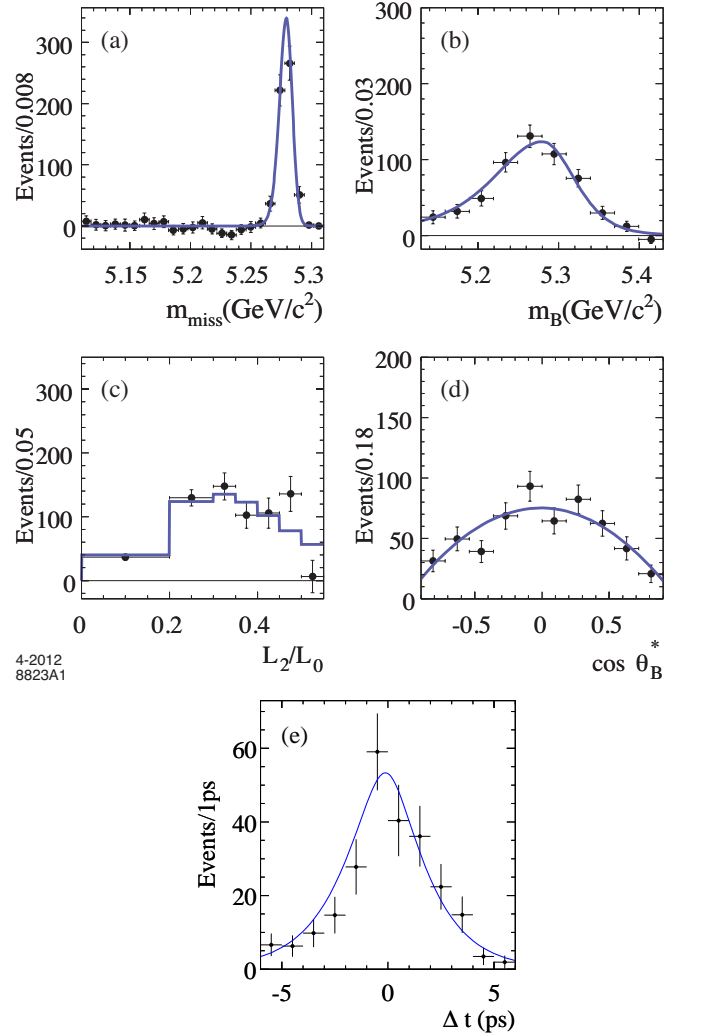 (a)
Events/0.008
300
200
100
0
5.15
5.2
5.25
5.3
m_miss(GeV/c²)
(b)
Events/0.03
300
200
100
0
5.2
5.3
5.4
m_B(GeV/c²)
(c)
Events/0.05
300
200
100
0
0
0.2
0.4
L₂/L₀
(d)
Events/0.18
200
150
100
50
0
-0.5
0
0.5
cos θ*_B
4-2012
8823A1
(e)
Events/1ps
60
40
20
0
-5
0
5
Δ t (ps)